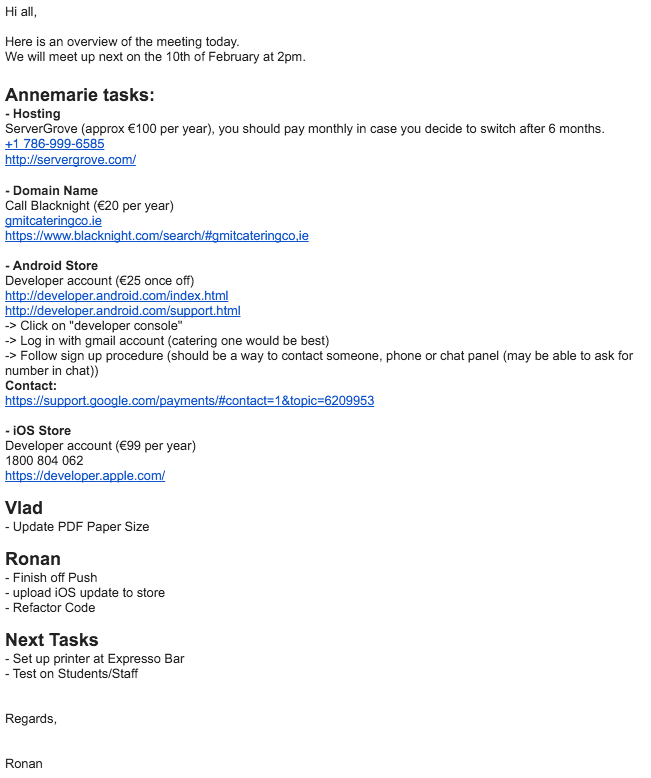 Hi all,
Here is an overview of the meeting today.
We will meet up next on the 10th of February at 2pm.
Annemarie tasks:
- Hosting
ServerGrove (approx €100 per year), you should pay monthly in case you decide to switch after 6 months.
+1 786-999-6585
http://servergrove.com/
- Domain Name
Call Blacknight (€20 per year)
gmitcateringco.ie
https://www.blacknight.com/search/#gmitcateringco,ie
- Android Store
Developer account (€25 once off)
http://developer.android.com/index.html
http://developer.android.com/support.html
-> Click on "developer console"
-> Log in with gmail account (catering one would be best)
-> Follow sign up procedure (should be a way to contact someone, phone or chat panel (may be able to ask for
number in chat))
Contact:
https://support.google.com/payments/#contact=1&topic=6209953
- iOS Store
Developer account (€99 per year)
1800 804 062
https://developer.apple.com/
Vlad
- Update PDF Paper Size
Ronan
- Finish off Push
- upload iOS update to store
- Refactor Code
Next Tasks
- Set up printer at Expresso Bar
- Test on Students/Staff
Regards,
Ronan